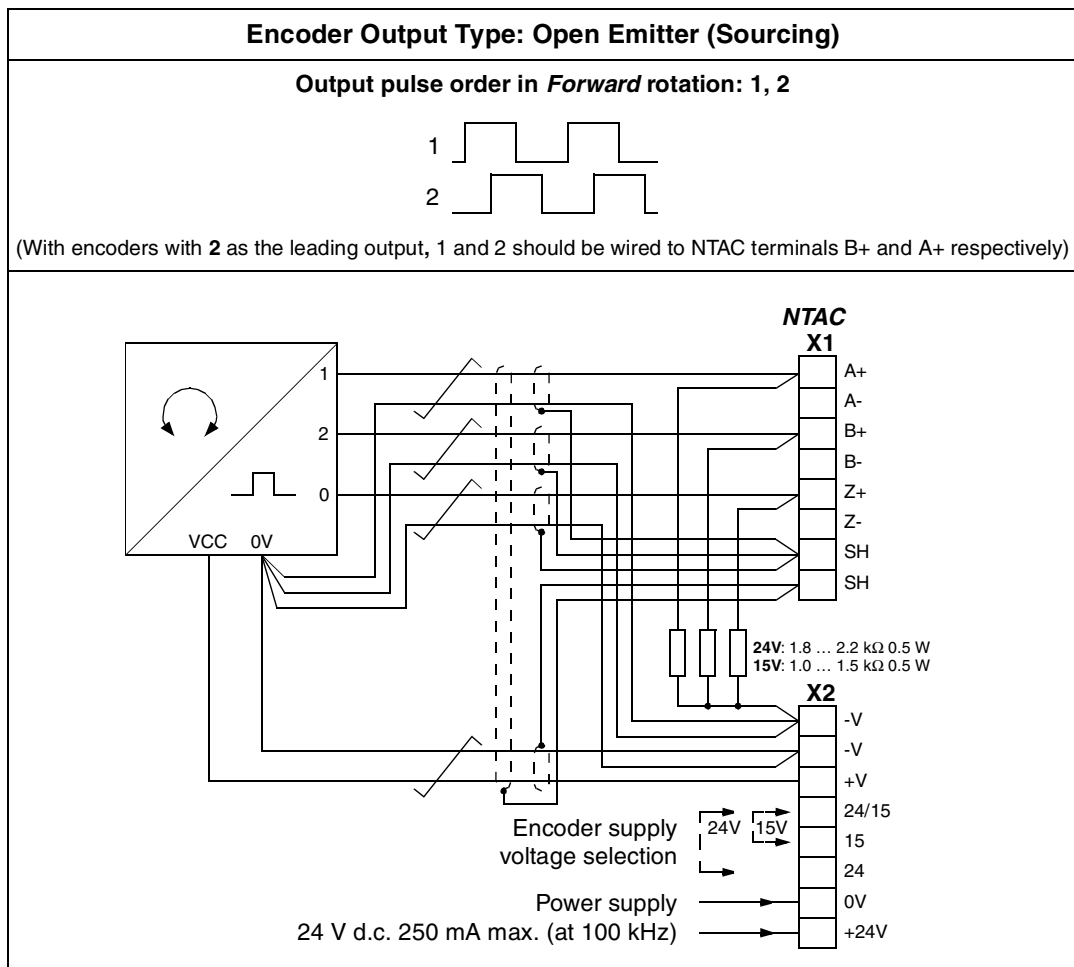 Encoder Output Type: Open Emitter (Sourcing)
Output pulse order in Forward rotation: 1, 2
1
2
(With encoders with 2 as the leading output, 1 and 2 should be wired to NTAC terminals B+ and A+ respectively)
NTAC
X1
1
A+
A-
2
B+
B-
0
Z+
Z-
VCC 0V
SH
SH
24V: 1.8 … 2.2 kΩ 0.5 W
15V: 1.0 … 1.5 kΩ 0.5 W
X2
-V
-V
+V
24/15
Encoder supply 24V 15V
15
voltage selection
24
Power supply
0V
24 V d.c. 250 mA max. (at 100 kHz)
+24V